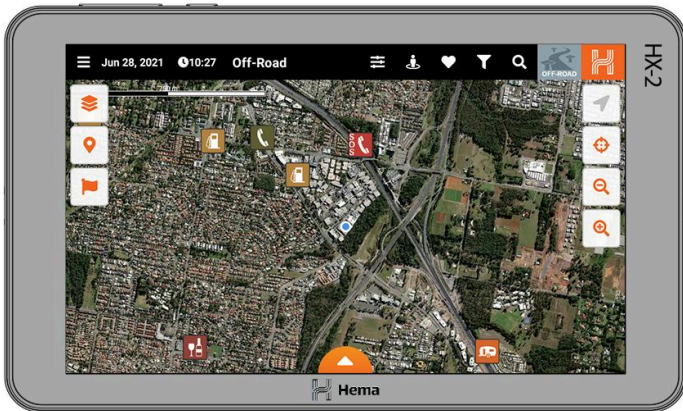 Jun 28, 2021 10:27 Off-Road
OFF-ROAD
HX-2
SOS
Hema